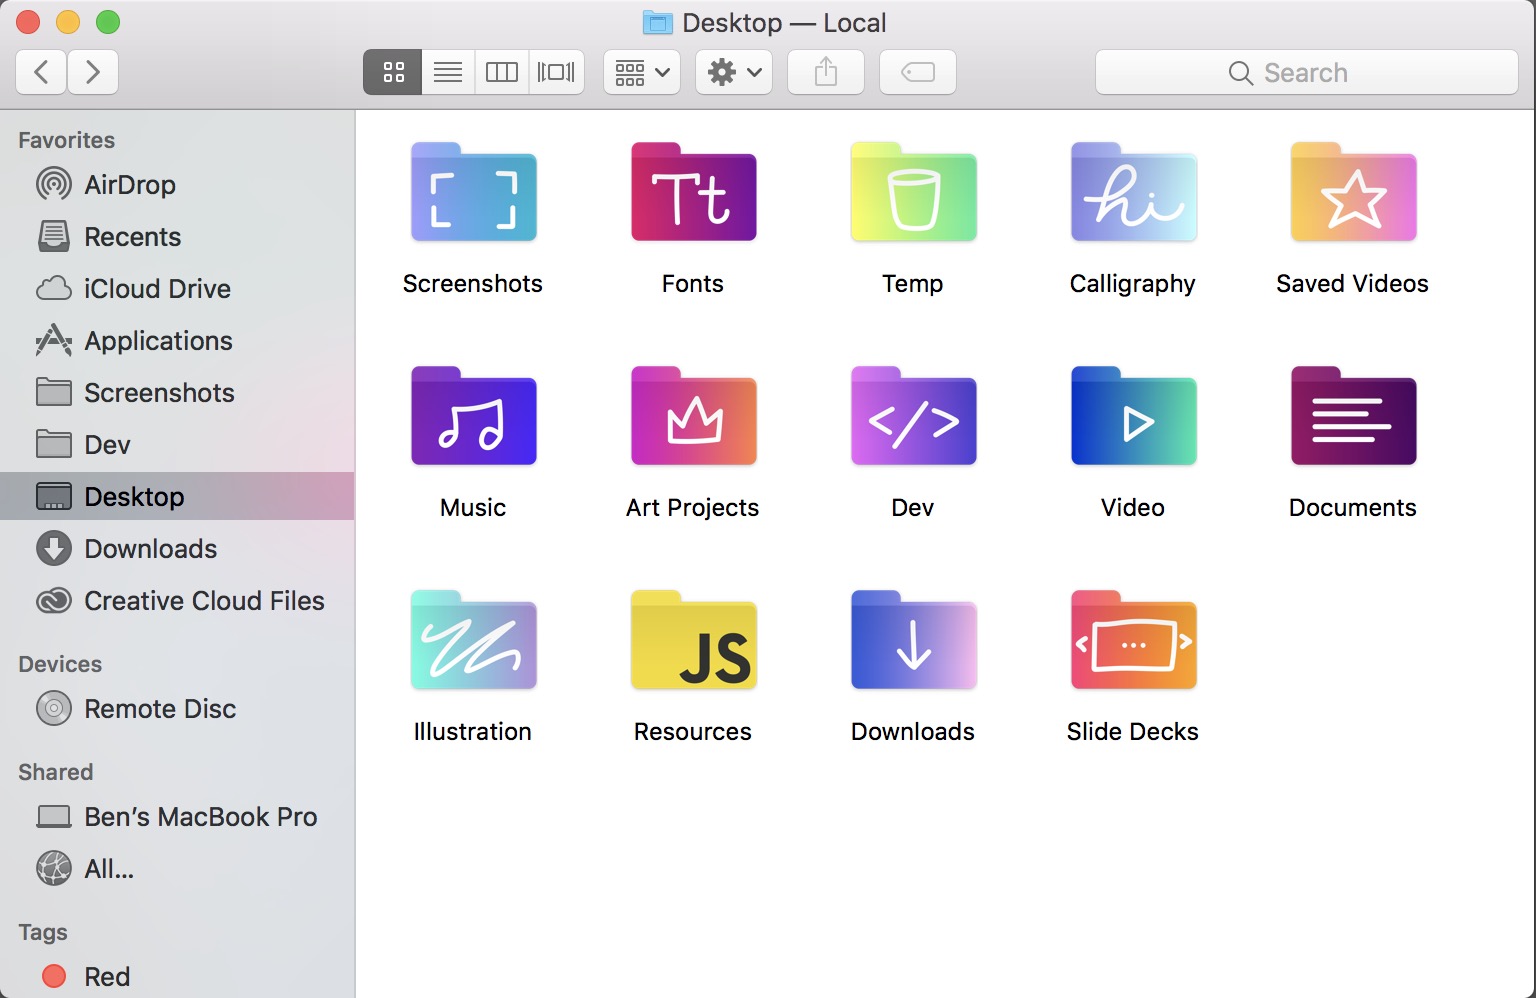 Desktop — Local
Search
Favorites
AirDrop
Recents
iCloud Drive
Applications
Screenshots
Dev
Desktop
Downloads
Creative Cloud Files
Devices
Remote Disc
Shared
Ben’s MacBook Pro
All...
Tags
Red
Tt
hi
Screenshots Fonts Temp Calligraphy Saved Videos
</>
Music Art Projects Dev Video Documents
JS
< ... >
Illustration Resources Downloads Slide Decks